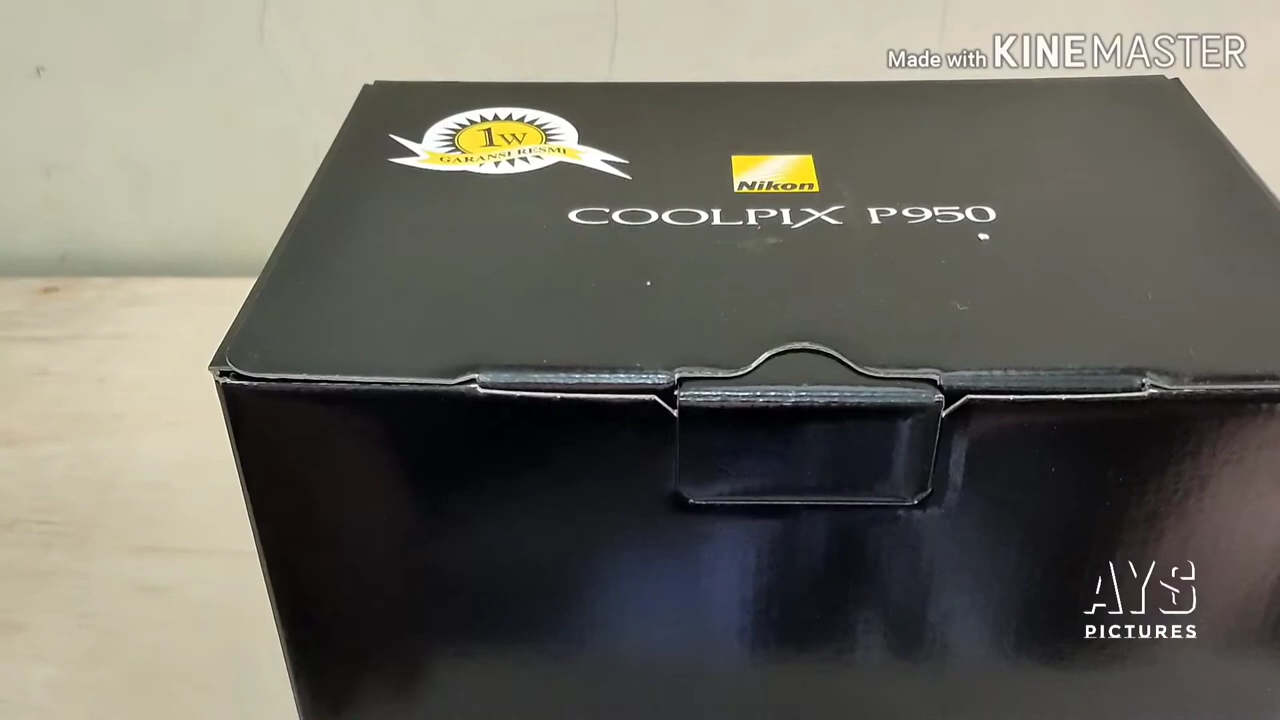 Made with KINEMASTER
1W
GARANSI RESMI
Nikon
COOLPIX P950
AYS
PICTURES